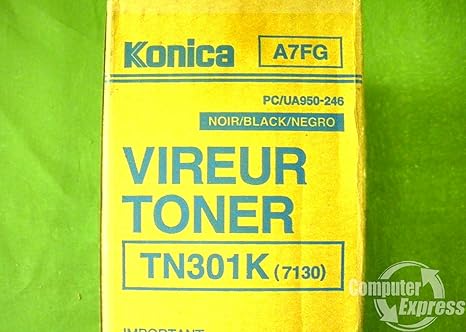 Konica A7FG
PC/UA950-246
NOIR/BLACK/NEGRO
VIREUR
TONER
TN301K (7130)
IMPORTANT
Computer
Express